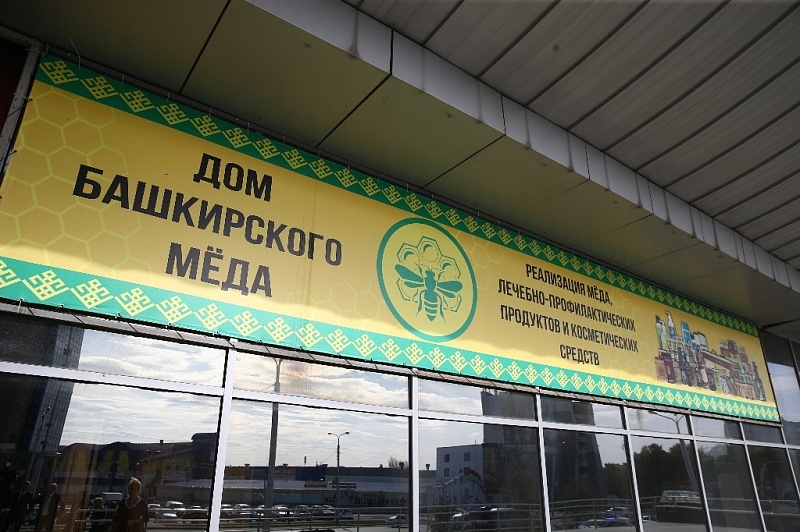 ДОМ
БАШКИРСКОГО
МЁДА
РЕАЛИЗАЦИЯ МЁДА,
ЛЕЧЕБНО-ПРОФИЛАКТИЧЕСКИХ
ПРОДУКТОВ И КОСМЕТИЧЕСКИХ
СРЕДСТВ